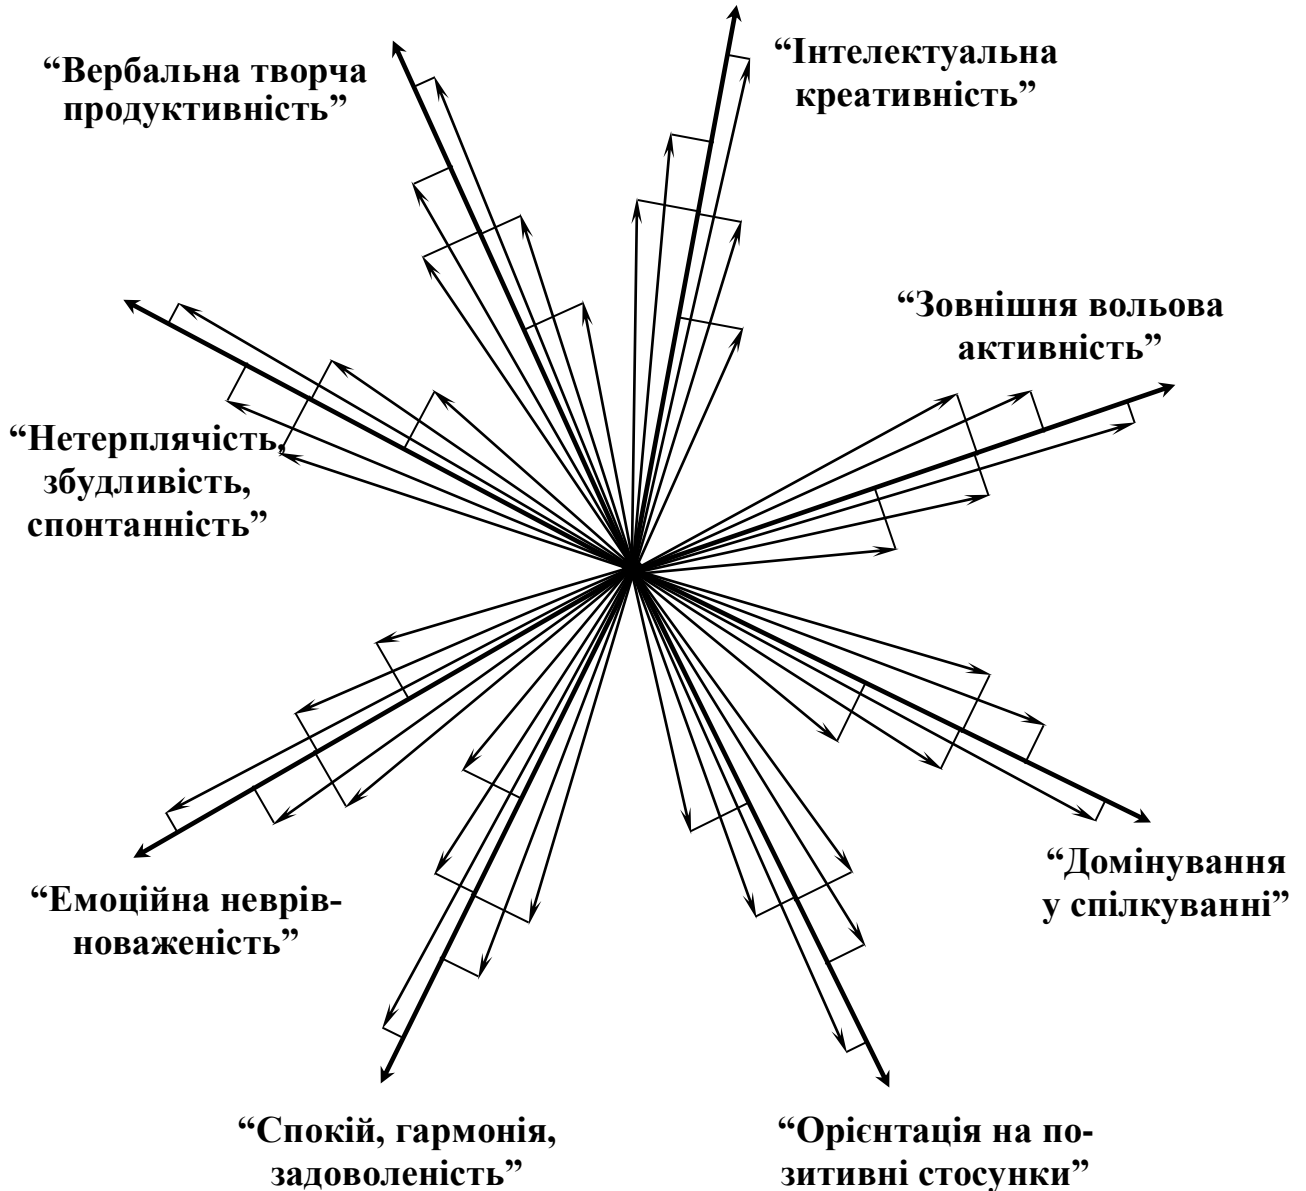 “Вербальна творча
продуктивність”
“Інтелектуальна
креативність”
“Зовнішня вольова
активність”
“Нетерплячість,
збудливість,
спонтанність”
“Домінування
у спілкуванні”
“Емоційна неврів-
новаженість”
“Спокій, гармонія,
задоволеність”
“Орієнтація на по-
зитивні стосунки”